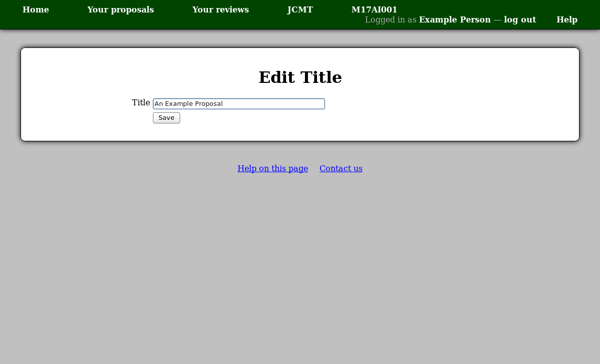 Home Your proposals Your reviews JCMT M17AI001
Logged in as Example Person — log out Help
Edit Title
Title An Example Proposal
Save
Help on this page Contact us